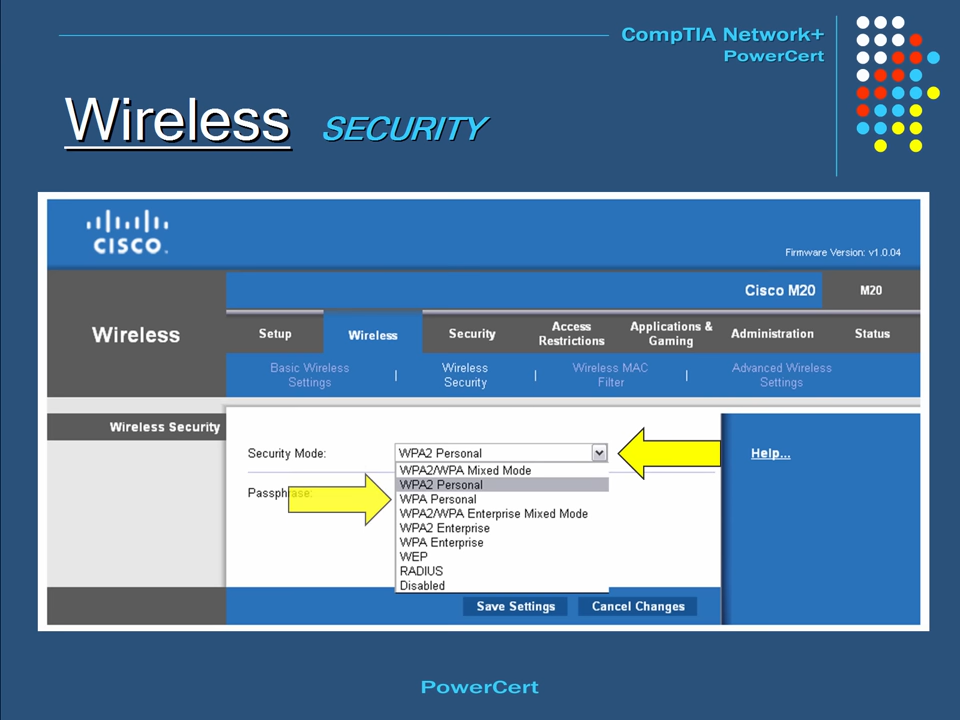 CompTIA Network+
PowerCert
Wireless SECURITY
CISCO.
Firmware Version: v1.0.04
Cisco M20 M20
Wireless
Setup Wireless Security Access Restrictions Applications & Gaming Administration Status
Basic Wireless Settings | Wireless Security | Wireless MAC Filter | Advanced Wireless Settings
Wireless Security
Security Mode: WPA2 Personal
Help...
WPA2/WPA Mixed Mode
WPA2 Personal
Passphrase:
WPA Personal
WPA2/WPA Enterprise Mixed Mode
WPA2 Enterprise
WPA Enterprise
WEP
RADIUS
Disabled
Save Settings Cancel Changes
PowerCert